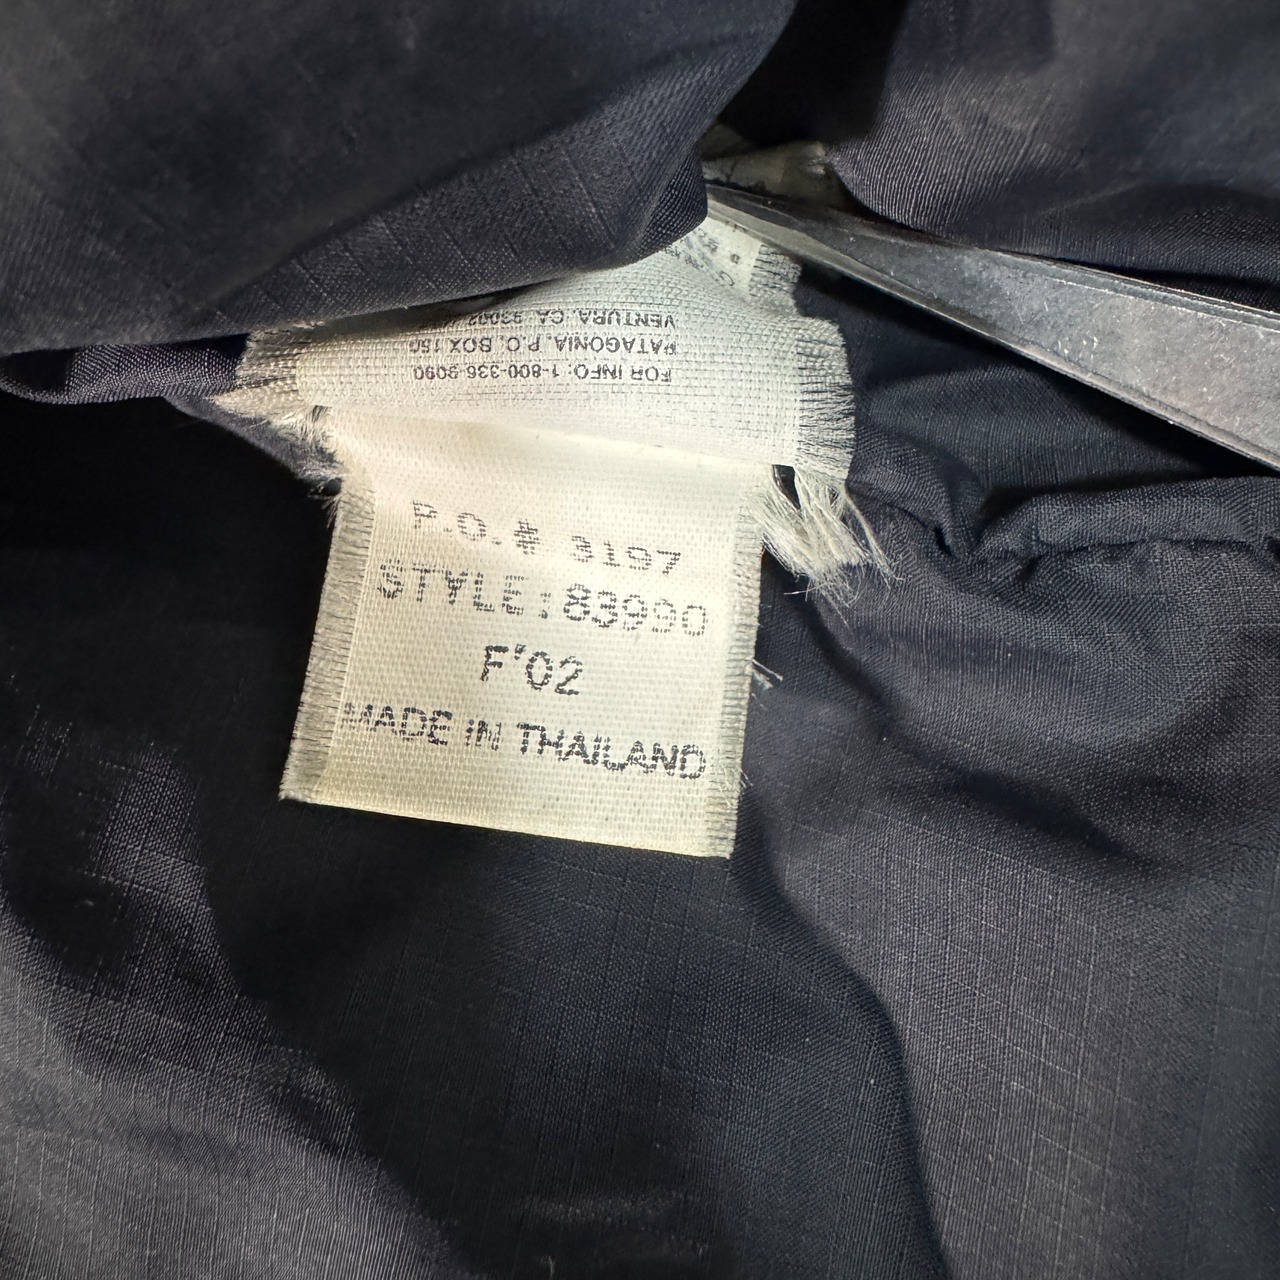 FOR INFO: 1-800-336-9090
PATAGONIA, P.O. BOX 150
VENTURA, CA 93002
P.O.# 3197
STYLE:83990
F'02
MADE IN THAILAND